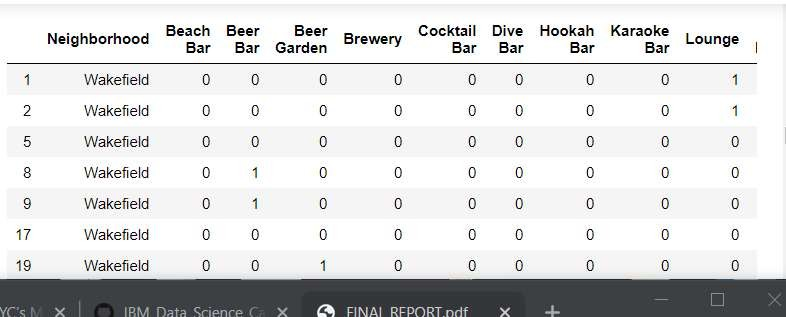 Neighborhood Beach Bar Beer Bar Beer Garden Brewery Cocktail Bar Dive Bar Hookah Bar Karaoke Bar Lounge
1 Wakefield 0 0 0 0 0 0 0 0 1
2 Wakefield 0 0 0 0 0 0 0 0 1
5 Wakefield 0 0 0 0 0 0 0 0 0
8 Wakefield 0 1 0 0 0 0 0 0 0
9 Wakefield 0 1 0 0 0 0 0 0 0
17 Wakefield 0 0 0 0 0 0 0 0 0
19 Wakefield 0 0 1 0 0 0 0 0 0
YC's M IBM Data Science Ca FINAL REPORT.pdf